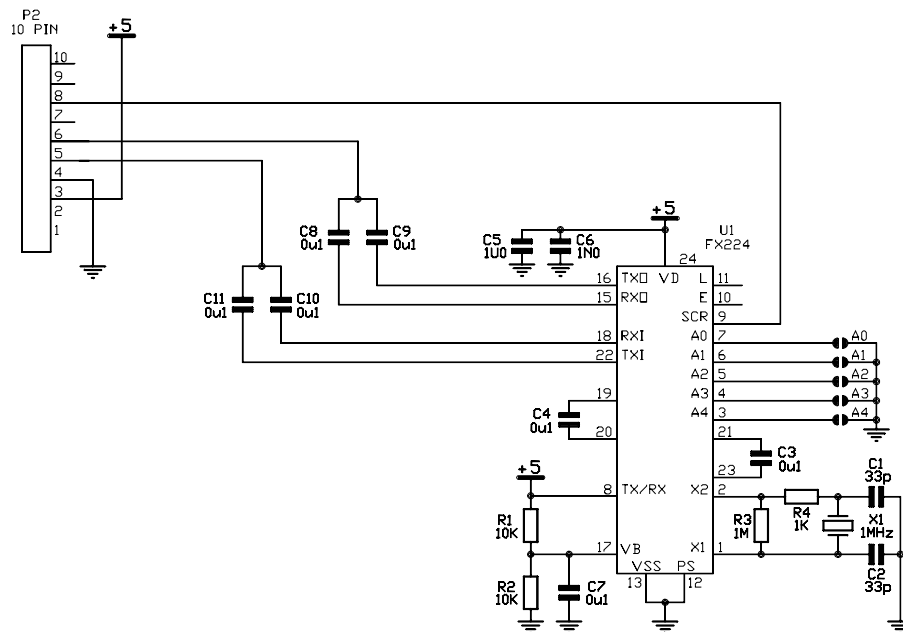 P2
10 PIN
+5
10
9
8
7
6
5
4
3
2
1
C8
0u1
C9
0u1
C11
0u1
C10
0u1
C5
1U0
C6
1N0
+5
U1
FX224
24
16 TXO VD L 11
15 RXO E 10
SCR 9
18 RXI A0 7 A0
22 TXI A1 6 A1
A2 5 A2
19 A3 4 A3
A4 3 A4
C4
0u1
20 21
C3
0u1
23
+5
8 TX/RX X2 2
C1
33p
R4
1K
R3
1M
X1
1MHz
R1
10K
17 VB X1 1
VSS PS
13 12
C2
33p
R2
10K
C7
0u1